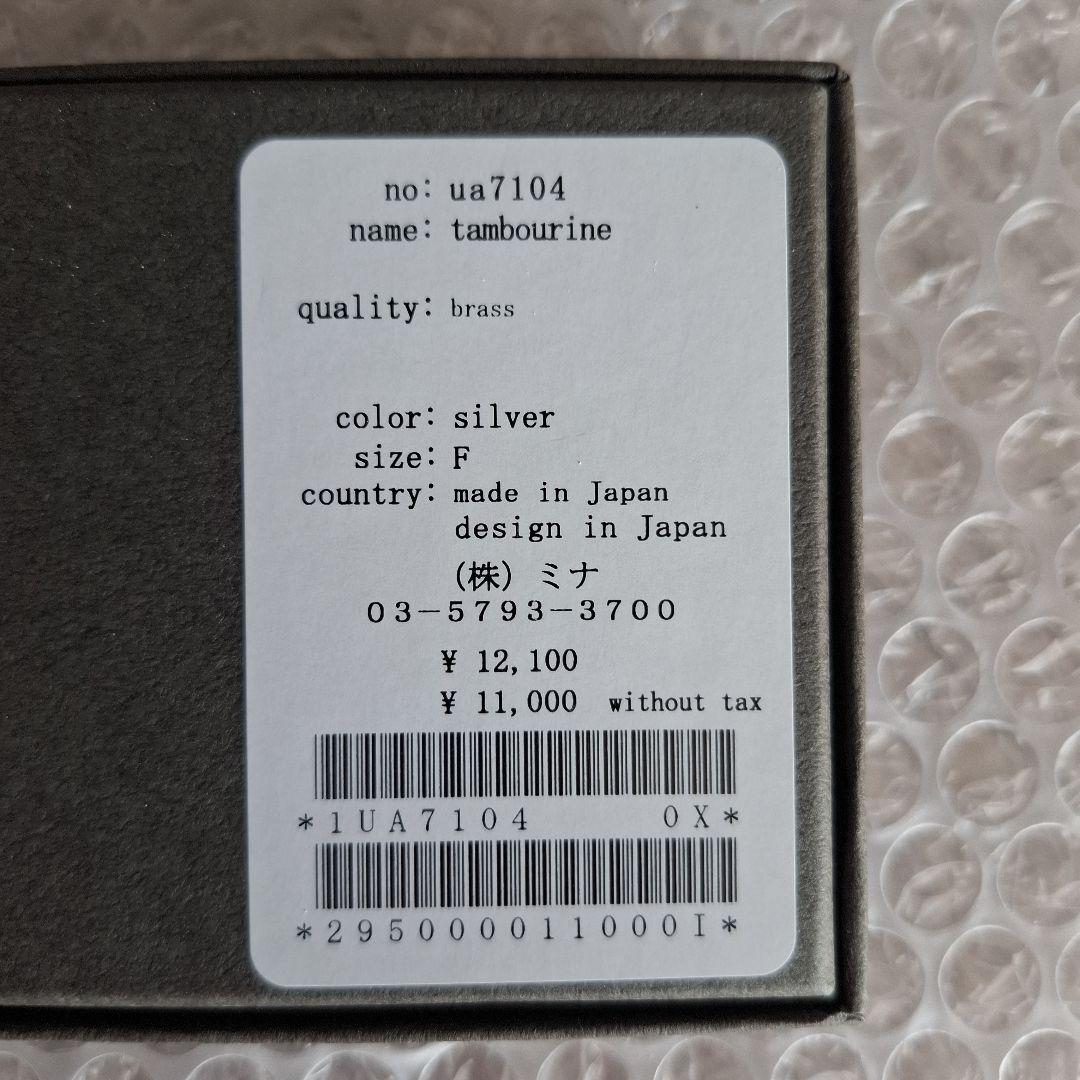 no: ua7104
name: tambourine
quality: brass
color: silver
size: F
country: made in Japan
design in Japan
(株) ミナ
03-5793-3700
¥ 12,100
¥ 11,000 without tax
*1UA7104 0X*
*295000011000I*